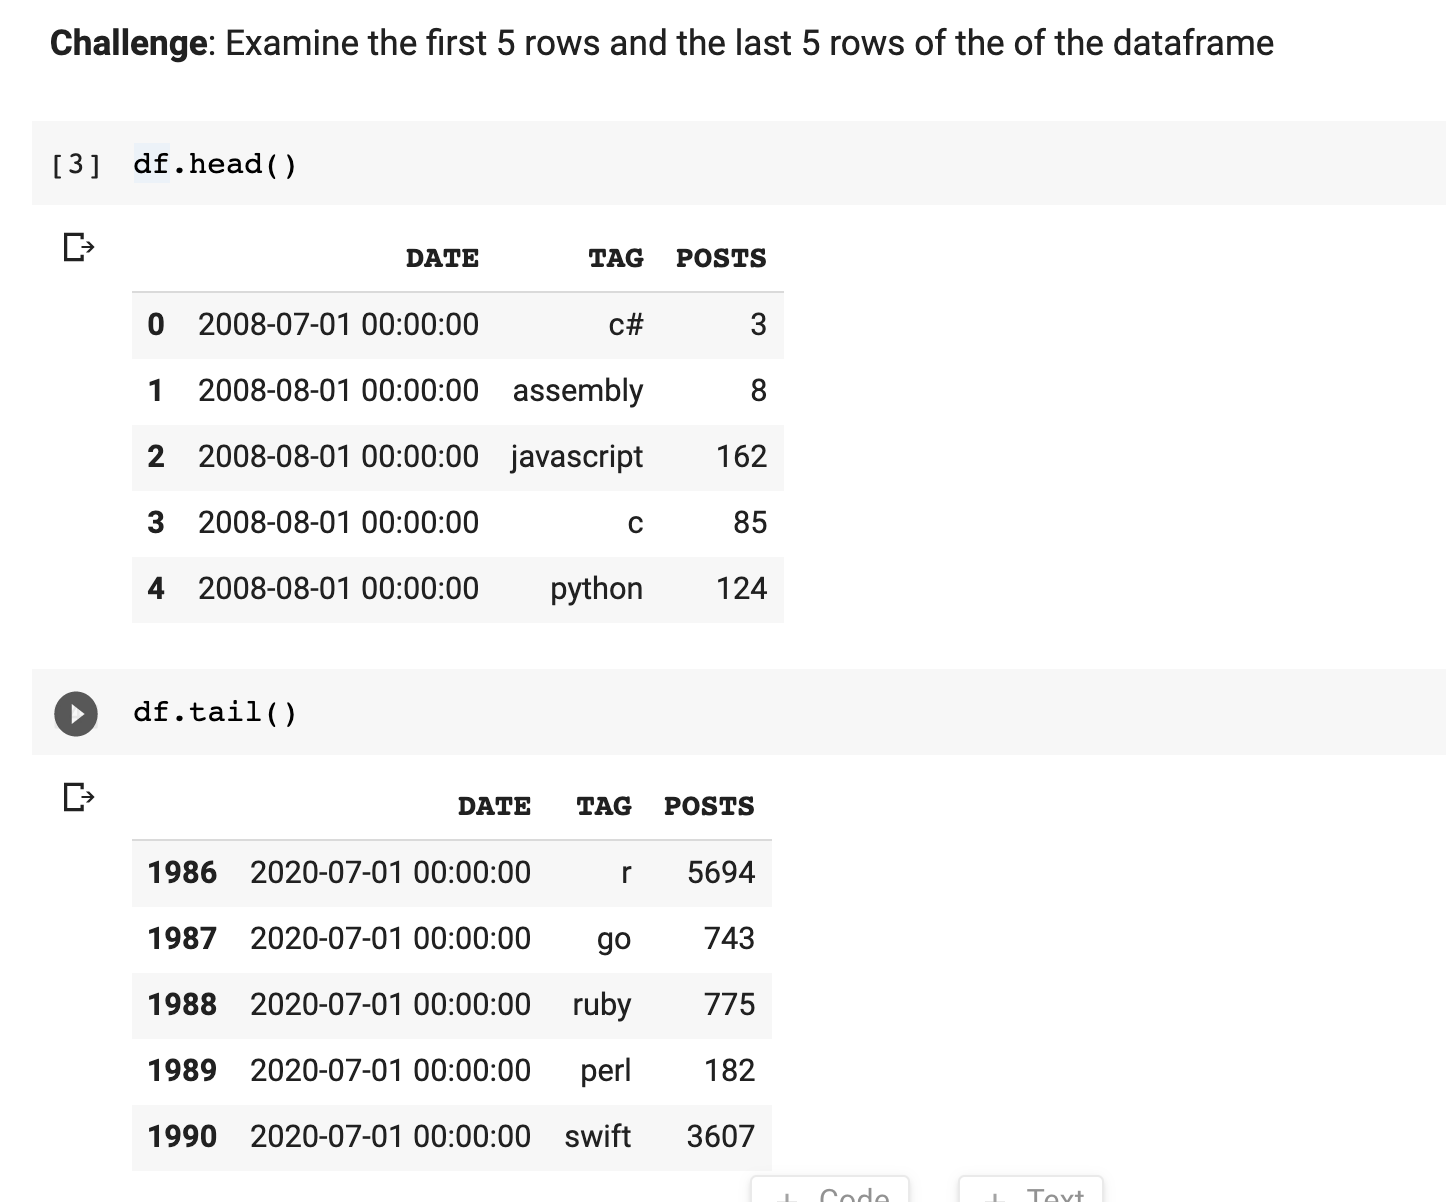 Challenge: Examine the first 5 rows and the last 5 rows of the of the dataframe
[3] df.head()
DATE TAG POSTS
0 2008-07-01 00:00:00 c# 3
1 2008-08-01 00:00:00 assembly 8
2 2008-08-01 00:00:00 javascript 162
3 2008-08-01 00:00:00 c 85
4 2008-08-01 00:00:00 python 124
df.tail()
DATE TAG POSTS
1986 2020-07-01 00:00:00 r 5694
1987 2020-07-01 00:00:00 go 743
1988 2020-07-01 00:00:00 ruby 775
1989 2020-07-01 00:00:00 perl 182
1990 2020-07-01 00:00:00 swift 3607
+ Code + Text